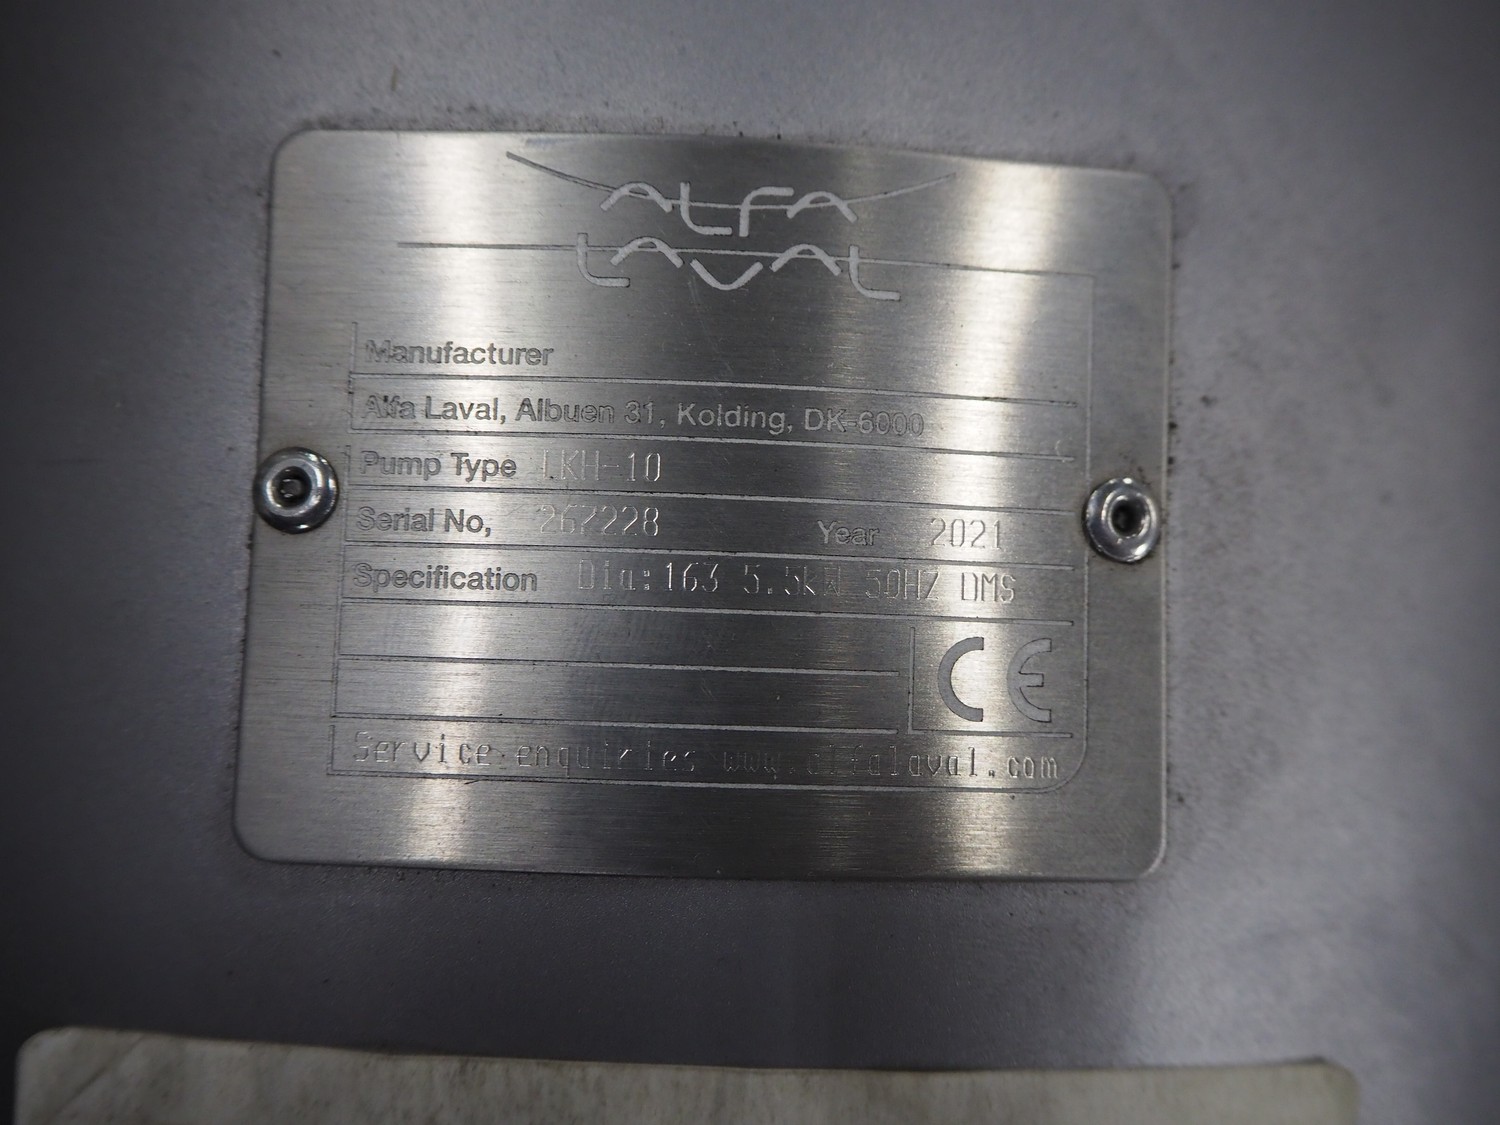 ALFA
LAVAL
Manufacturer
Alfa Laval, Albuen 31, Kolding, DK-6000
Pump Type LKH-10
Serial No, 267228 Year 2021
Specification Dia:163 5.5kW 50HZ DMS
CE
Service enquiries www.alfalaval.com